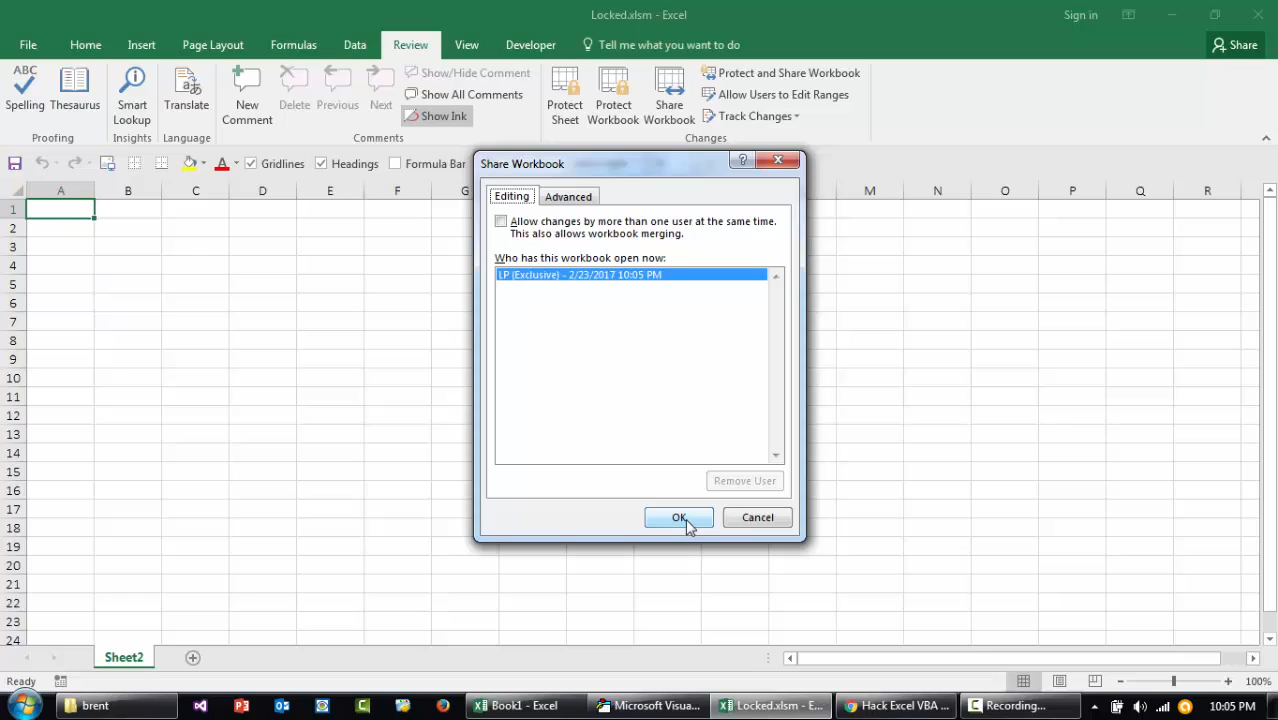 Locked.xlsm - Excel
Sign in
File Home Insert Page Layout Formulas Data Review View Developer Tell me what you want to do Share
ABC
Spelling Thesaurus Smart Lookup Translate New Comment Delete Previous Next
Show/Hide Comment
Show All Comments
Show Ink
Protect Sheet Protect Workbook Share Workbook
Protect and Share Workbook
Allow Users to Edit Ranges
Track Changes
Proofing Insights Language Comments Changes
A Gridlines Headings Formula Bar
A B C D E F G M N O P Q R
Share Workbook
Editing Advanced
Allow changes by more than one user at the same time.
This also allows workbook merging.
Who has this workbook open now:
LP (Exclusive) - 2/23/2017 10:05 PM
Remove User
OK Cancel
1
2
3
4
5
6
7
8
9
10
11
12
13
14
15
16
17
18
19
20
21
22
23
24
Sheet2
Ready 100%
brent Book1 - Excel Microsoft Visua... Locked.xlsm - E... Hack Excel VBA ... Recording... 10:05 PM